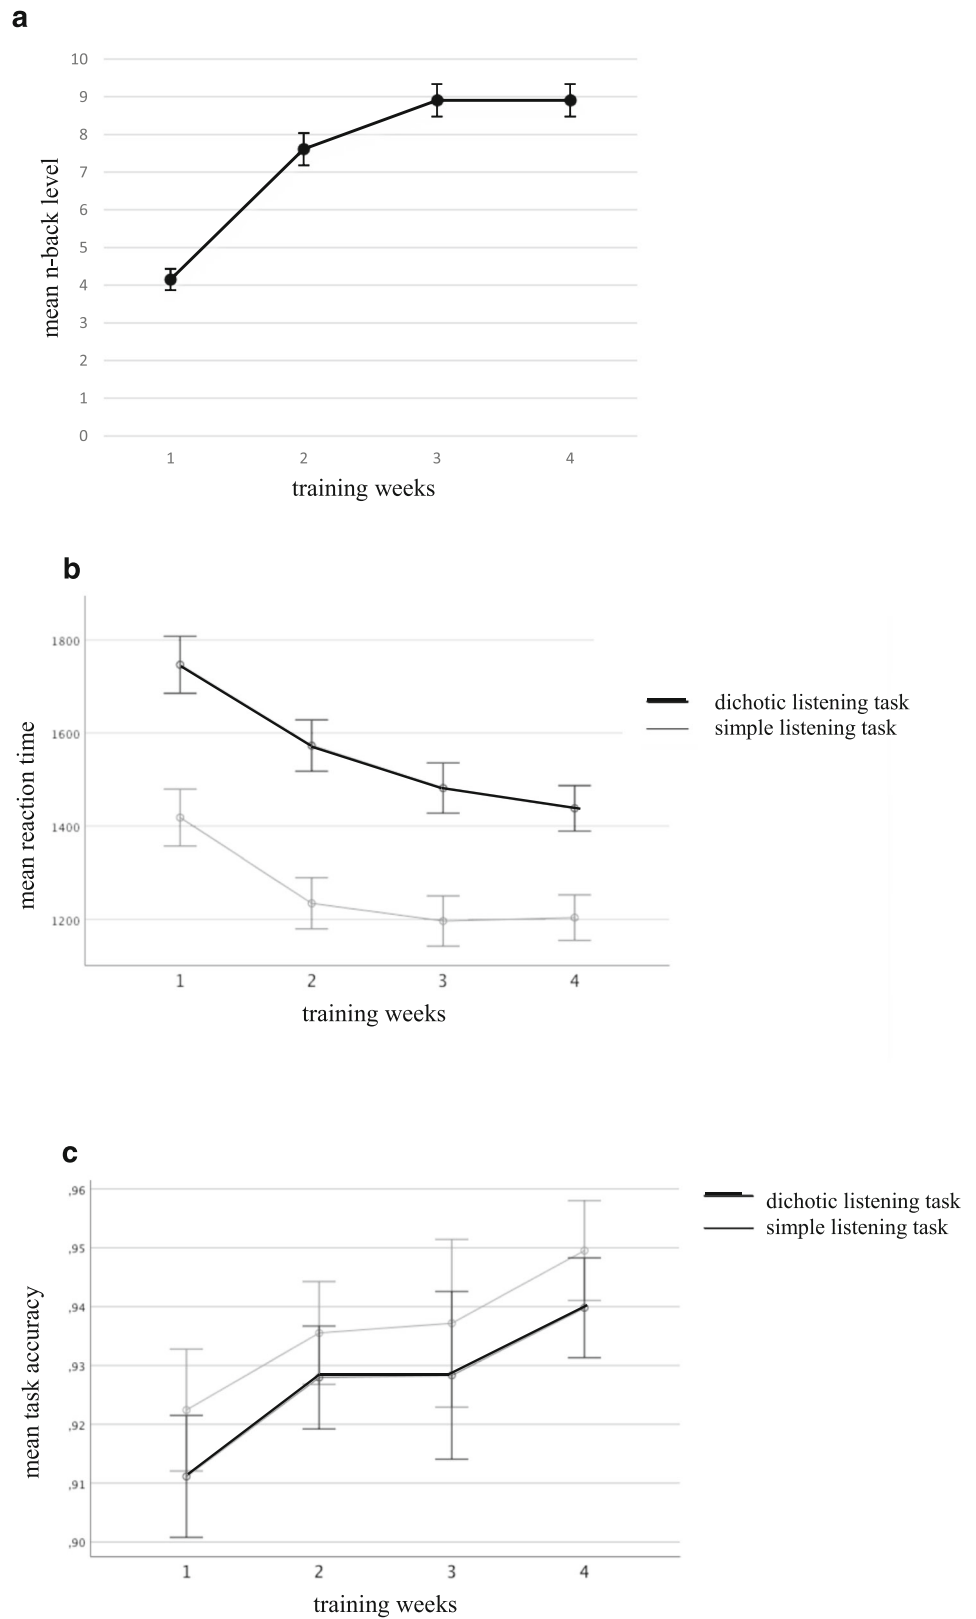 a
10
9
8
7
6
5
4
3
2
1
0
mean n-back level
1 2 3 4
training weeks
b
1800
1600
1400
1200
mean reaction time
1 2 3 4
training weeks
dichotic listening task
simple listening task
c
,96
,95
,94
,93
,92
,91
,90
mean task accuracy
1 2 3 4
training weeks
dichotic listening task
simple listening task